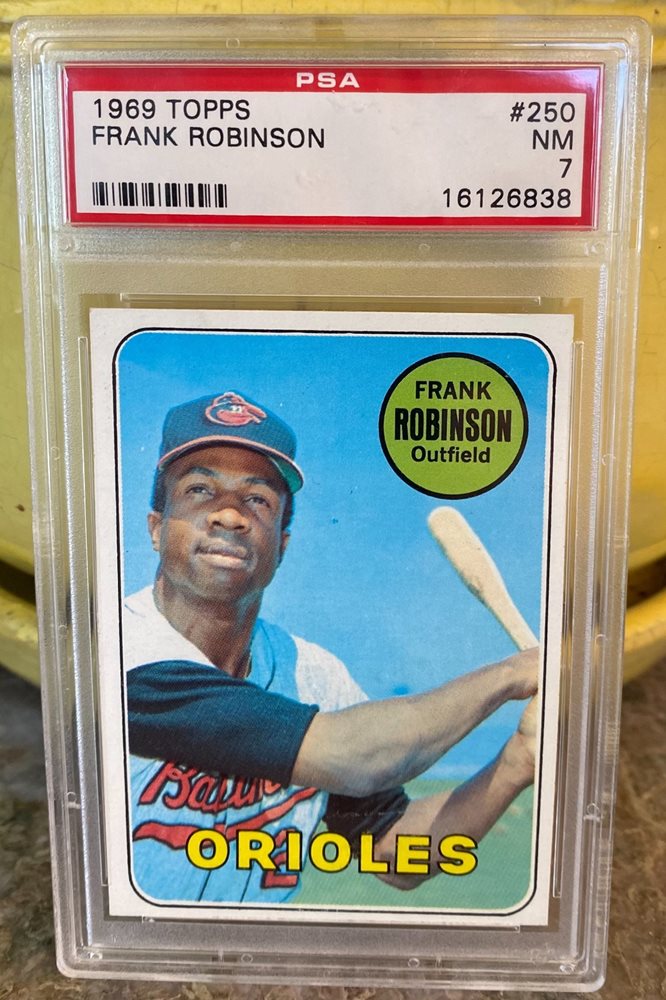 PSA
1969 TOPPS #250
FRANK ROBINSON NM
7
16126838
FRANK
ROBINSON
Outfield
ORIOLES